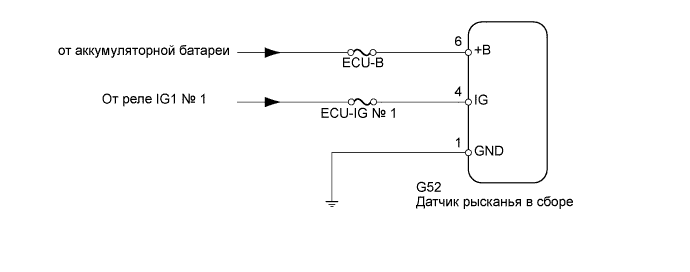 от аккумуляторной батареи
ECU-B
6
+B
От реле IG1 № 1
ECU-IG № 1
4
IG
1
GND
G52
Датчик рысканья в сборе